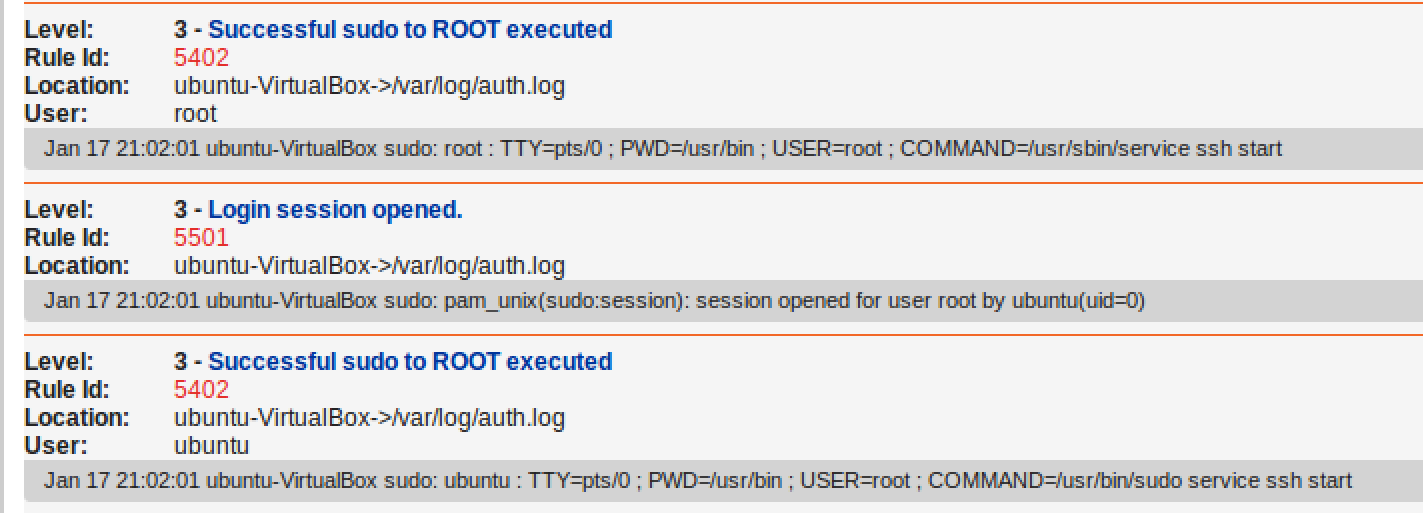 Level: 3 - Successful sudo to ROOT executed
Rule Id: 5402
Location: ubuntu-VirtualBox->/var/log/auth.log
User: root
Jan 17 21:02:01 ubuntu-VirtualBox sudo: root : TTY=pts/0 ; PWD=/usr/bin ; USER=root ; COMMAND=/usr/sbin/service ssh start
Level: 3 - Login session opened.
Rule Id: 5501
Location: ubuntu-VirtualBox->/var/log/auth.log
Jan 17 21:02:01 ubuntu-VirtualBox sudo: pam_unix(sudo:session): session opened for user root by ubuntu(uid=0)
Level: 3 - Successful sudo to ROOT executed
Rule Id: 5402
Location: ubuntu-VirtualBox->/var/log/auth.log
User: ubuntu
Jan 17 21:02:01 ubuntu-VirtualBox sudo: ubuntu : TTY=pts/0 ; PWD=/usr/bin ; USER=root ; COMMAND=/usr/bin/sudo service ssh start